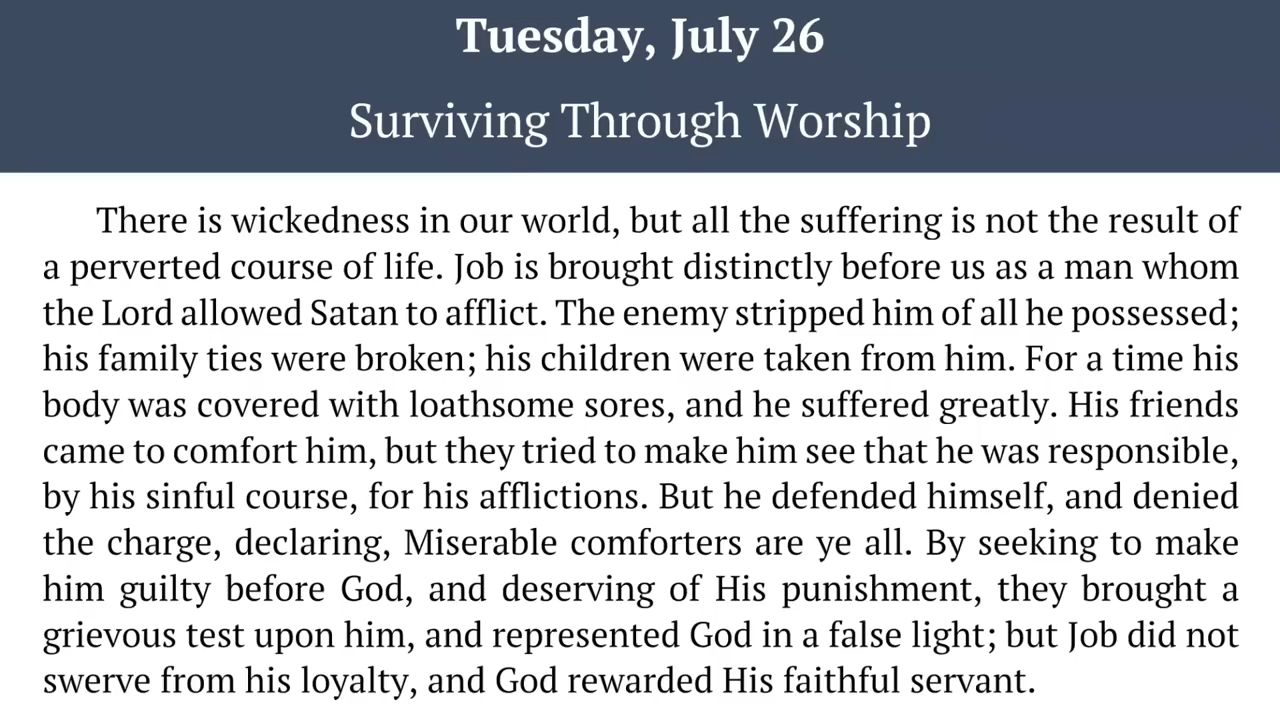 Tuesday, July 26
Surviving Through Worship
There is wickedness in our world, but all the suffering is not the result of
a perverted course of life. Job is brought distinctly before us as a man whom
the Lord allowed Satan to afflict. The enemy stripped him of all he possessed;
his family ties were broken; his children were taken from him. For a time his
body was covered with loathsome sores, and he suffered greatly. His friends
came to comfort him, but they tried to make him see that he was responsible,
by his sinful course, for his afflictions. But he defended himself, and denied
the charge, declaring, Miserable comforters are ye all. By seeking to make
him guilty before God, and deserving of His punishment, they brought a
grievous test upon him, and represented God in a false light; but Job did not
swerve from his loyalty, and God rewarded His faithful servant.